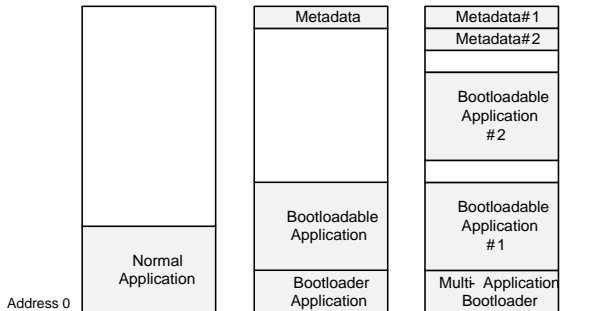 Metadata
Metadata#1
Metadata#2
Bootloadable
Application
#2
Bootloadable
Application
Bootloadable
Application
#1
Normal
Application
Bootloader
Application
Multi- Application
Bootloader
Address 0